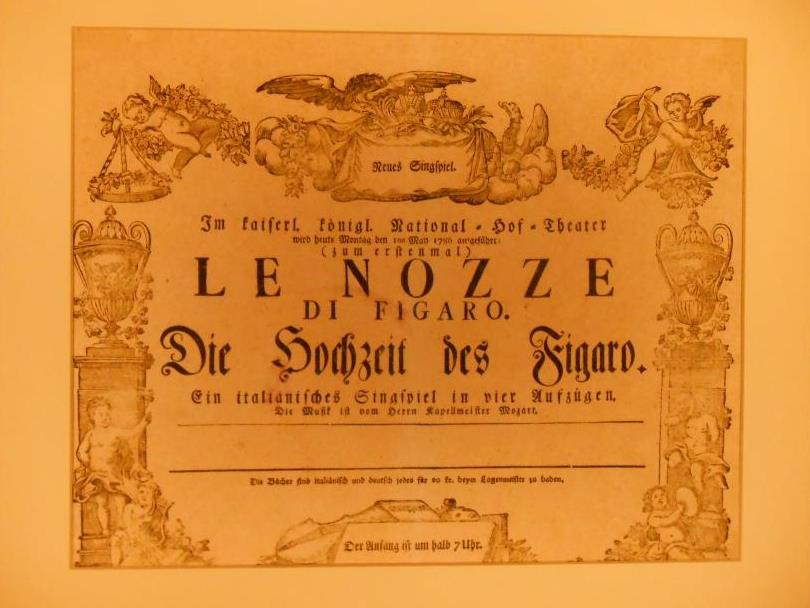 Neues Singspiel.
Im kaiserl. königl. National-Hof-Theater
wird heute Montag den 1ten May 1786 aufgeführt:
(zum erstenmal)
LE NOZZE
DI FIGARO.
Die Hochzeit des Figaro.
Ein italiänisches Singspiel in vier Aufzügen.
Die Musik ist vom Herrn Kapellmeister Mozart.
Die Bücher sind italiänisch und deutsch jedes für 20 kr. beym Logenmeister zu haben.
Der Anfang ist um halb 7 Uhr.